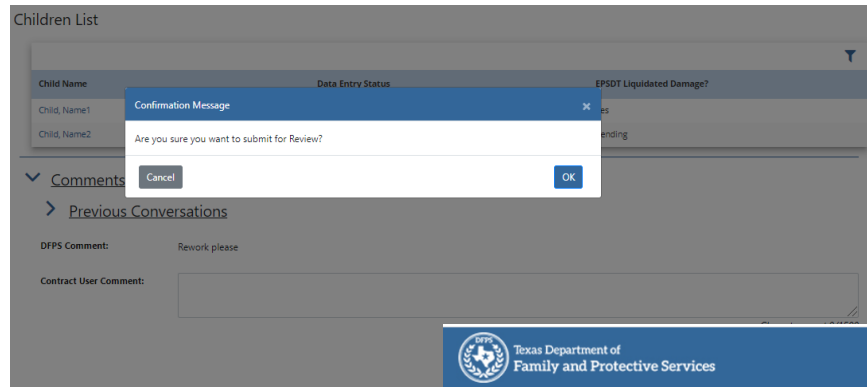 Children List
Child Name Data Entry Status EPSDT Liquidated Damage?
Confirmation Message ×
Child, Name1 es
Are you sure you want to submit for Review?
Child, Name2 ending
Cancel OK
Comments
Previous Conversations
DFPS Comment: Rework please
Contract User Comment:
DFPS
Texas Department of
Family and Protective Services